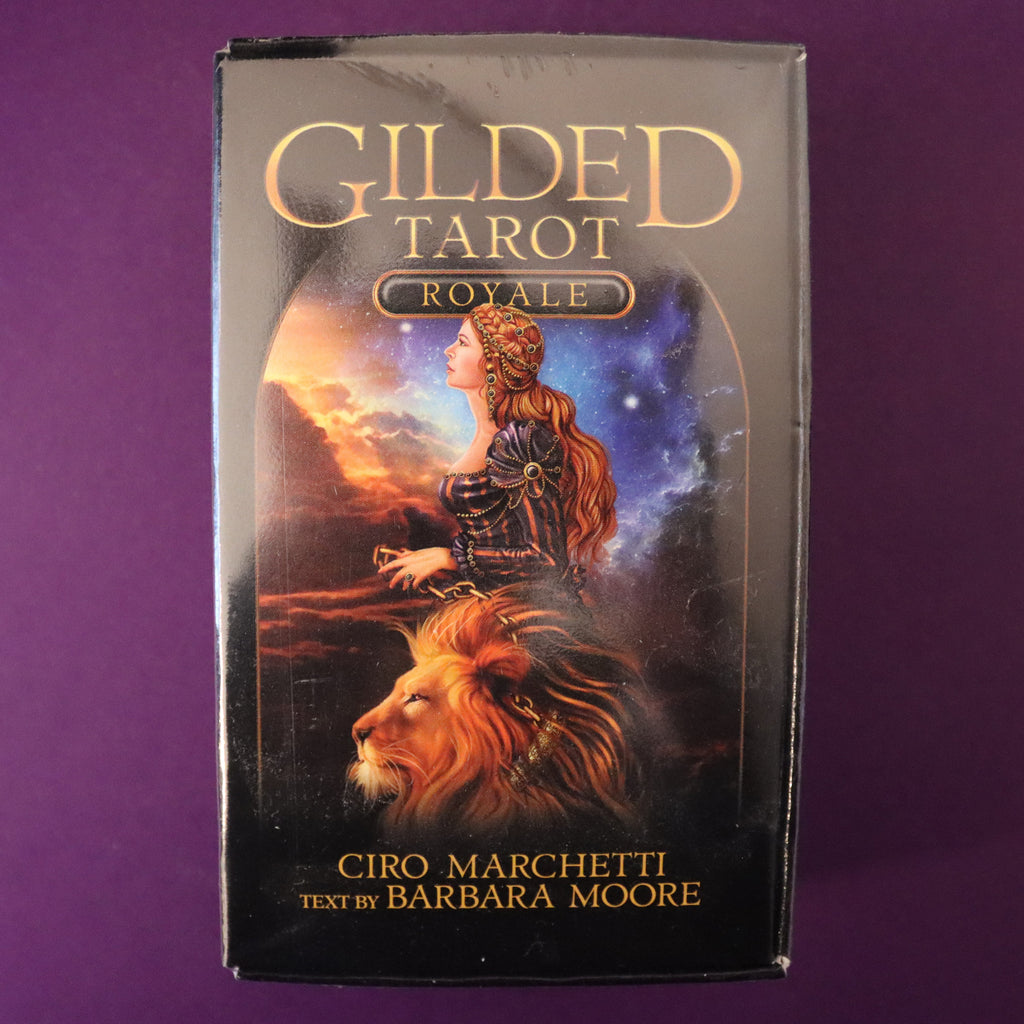 GILDED
TAROT
ROYALE
CIRO MARCHETTI
TEXT BY BARBARA MOORE